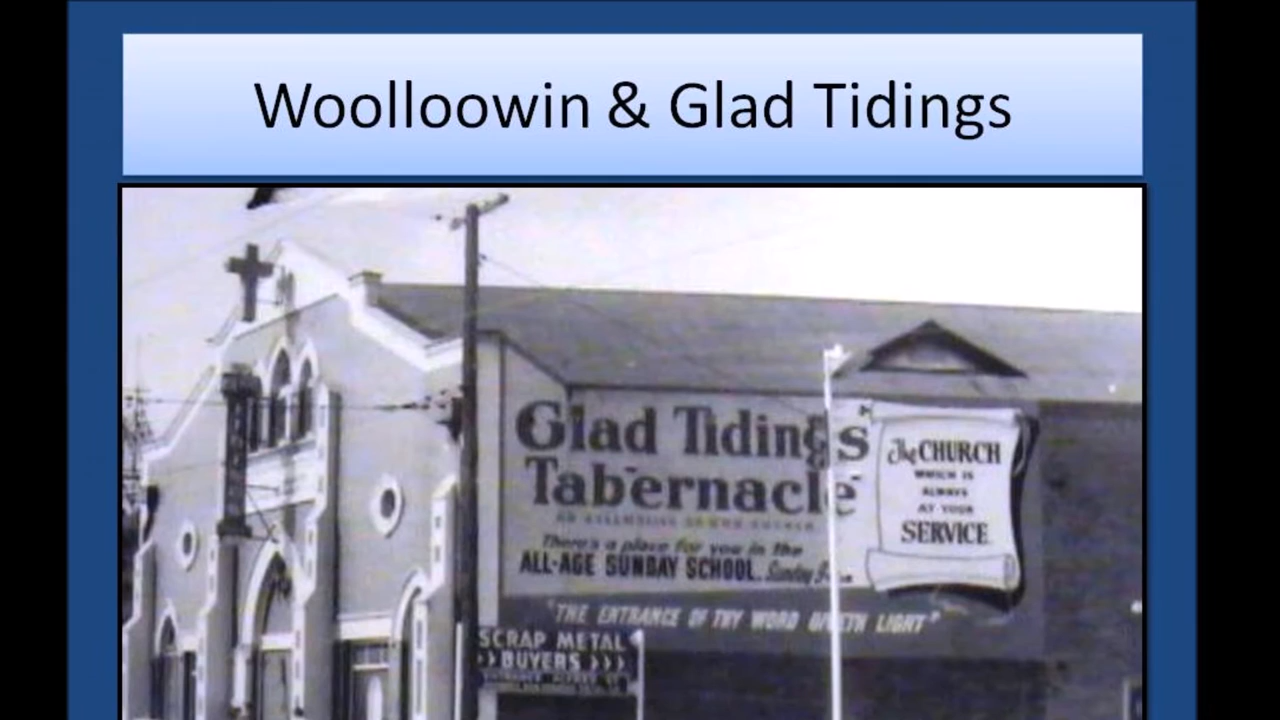 Woolloowin & Glad Tidings
Glad Tidings
Tabernacle
There's a place for you in the
ALL-AGE SUNDAY SCHOOL. Sunday
"THE ENTRANCE OF THY WORD GIVETH LIGHT"
The CHURCH
WHICH IS
ALWAYS
AT YOUR
SERVICE
SCRAP METAL
BUYERS